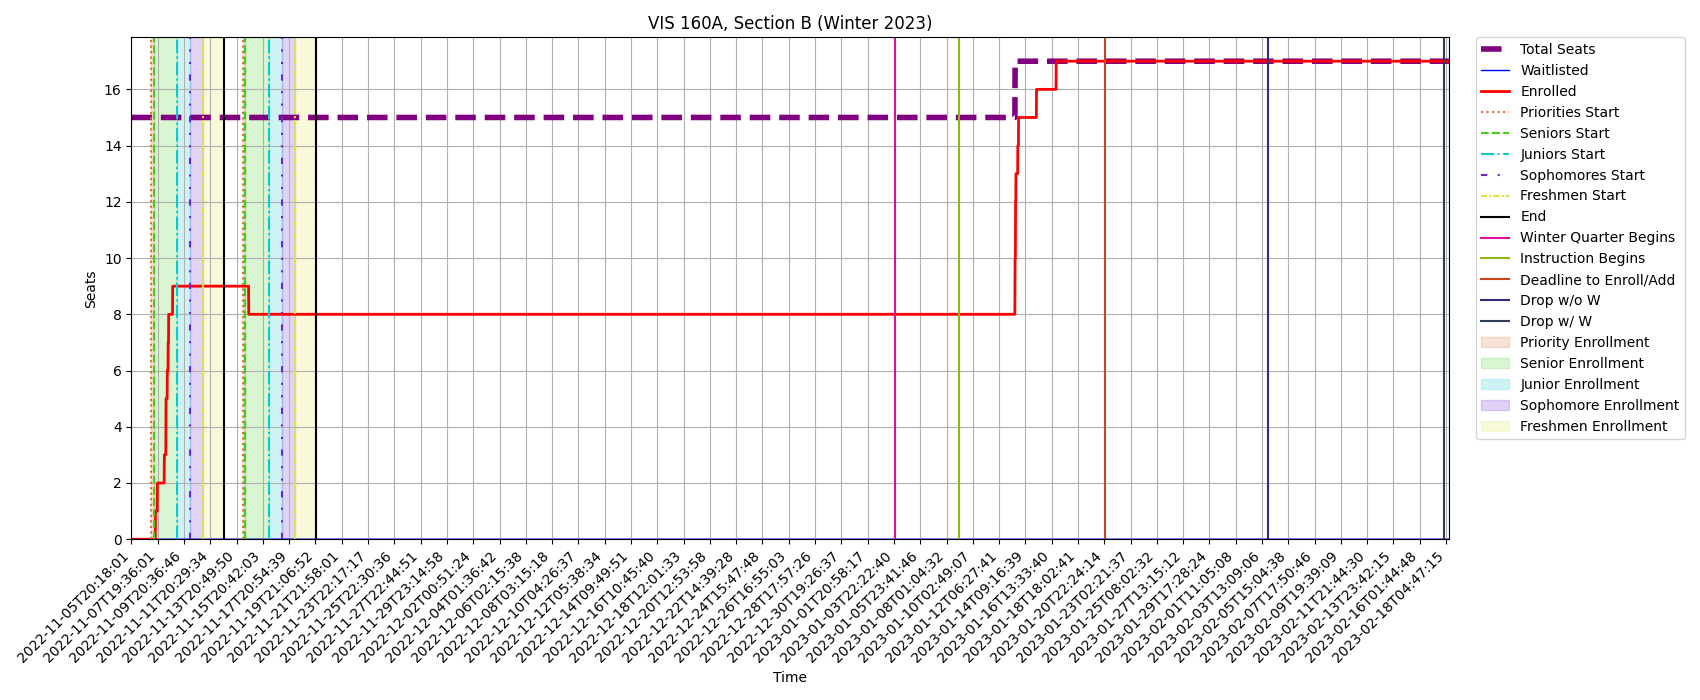 VIS 160A, Section B (Winter 2023)
Seats
16
14
12
10
8
6
4
2
0
2022-11-05T20:18:01
2022-11-07T19:36:01
2022-11-09T20:36:46
2022-11-11T20:29:34
2022-11-13T20:49:50
2022-11-15T20:42:03
2022-11-17T20:54:39
2022-11-19T21:06:52
2022-11-21T21:58:01
2022-11-23T22:17:17
2022-11-25T22:30:36
2022-11-27T22:44:51
2022-11-29T23:14:58
2022-12-02T00:51:24
2022-12-04T01:36:42
2022-12-06T02:15:38
2022-12-08T03:15:18
2022-12-10T04:26:37
2022-12-12T05:38:34
2022-12-14T09:49:51
2022-12-16T10:45:40
2022-12-18T12:01:33
2022-12-20T12:53:58
2022-12-22T14:39:28
2022-12-24T15:47:48
2022-12-26T16:55:03
2022-12-28T17:57:26
2022-12-30T19:26:37
2023-01-01T20:58:17
2023-01-03T22:22:40
2023-01-05T23:41:46
2023-01-08T01:04:32
2023-01-10T02:49:07
2023-01-12T06:27:41
2023-01-14T09:16:39
2023-01-16T13:33:40
2023-01-18T18:02:41
2023-01-20T22:24:14
2023-01-23T03:21:37
2023-01-25T08:02:32
2023-01-27T13:15:12
2023-01-29T17:28:24
2023-02-01T11:05:08
2023-02-03T13:09:06
2023-02-05T15:04:38
2023-02-07T17:50:46
2023-02-09T19:39:09
2023-02-11T21:44:30
2023-02-13T23:42:15
2023-02-16T01:44:48
2023-02-18T04:47:15
Time
Total Seats
Waitlisted
Enrolled
Priorities Start
Seniors Start
Juniors Start
Sophomores Start
Freshmen Start
End
Winter Quarter Begins
Instruction Begins
Deadline to Enroll/Add
Drop w/o W
Drop w/ W
Priority Enrollment
Senior Enrollment
Junior Enrollment
Sophomore Enrollment
Freshmen Enrollment